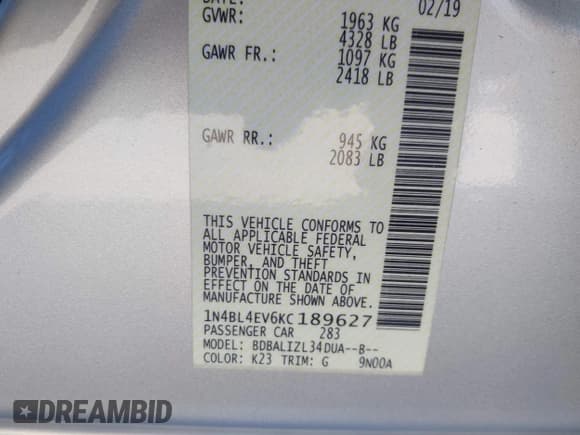 DATE: 02/19
GVWR: 1963 KG
4328 LB
GAWR FR.: 1097 KG
2418 LB
GAWR RR.: 945 KG
2083 LB
THIS VEHICLE CONFORMS TO
ALL APPLICABLE FEDERAL
MOTOR VEHICLE SAFETY,
BUMPER, AND THEFT
PREVENTION STANDARDS IN
EFFECT ON THE DATE OF
MANUFACTURE SHOWN ABOVE.
1N4BL4EV6KC189627
PASSENGER CAR 283
MODEL: BDBALIZL34DUA--B--
COLOR: K23 TRIM: G 9N00A
DREAMBID